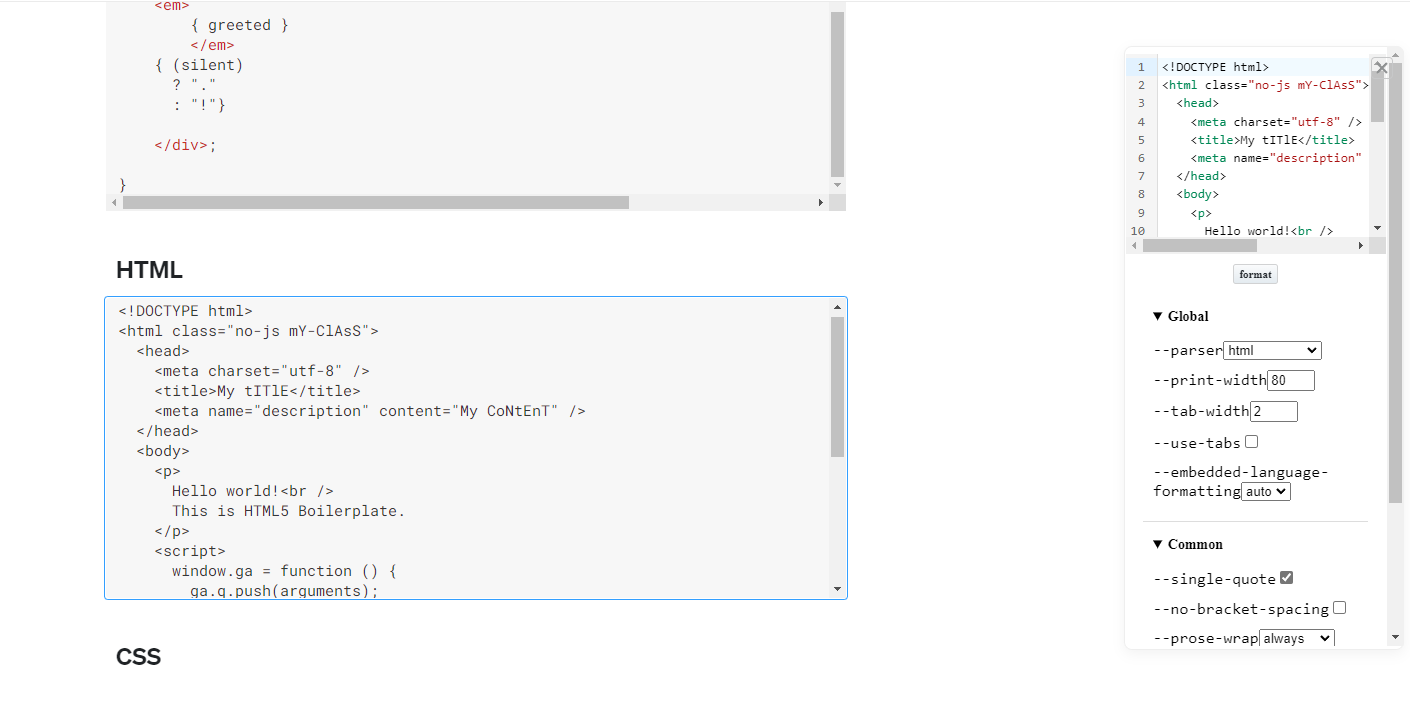 <em>
{ greeted }
</em>
{ (silent)
? "."
: "!"}
</div>;
}
HTML
<!DOCTYPE html>
<html class="no-js mY-ClAsS">
<head>
<meta charset="utf-8" />
<title>My tITlE</title>
<meta name="description" content="My CoNtEnT" />
</head>
<body>
<p>
Hello world!<br />
This is HTML5 Boilerplate.
</p>
<script>
window.ga = function () {
ga.q.push(arguments);
CSS
1 <!DOCTYPE html>
2 <html class="no-js mY-ClAsS">
3 <head>
4 <meta charset="utf-8" />
5 <title>My tITlE</title>
6 <meta name="description"
7 </head>
8 <body>
9 <p>
10 Hello world!<br />
format
▼ Global
--parser html
--print-width 80
--tab-width 2
--use-tabs
--embedded-language-
formatting auto
▼ Common
--single-quote
--no-bracket-spacing
--prose-wrap always